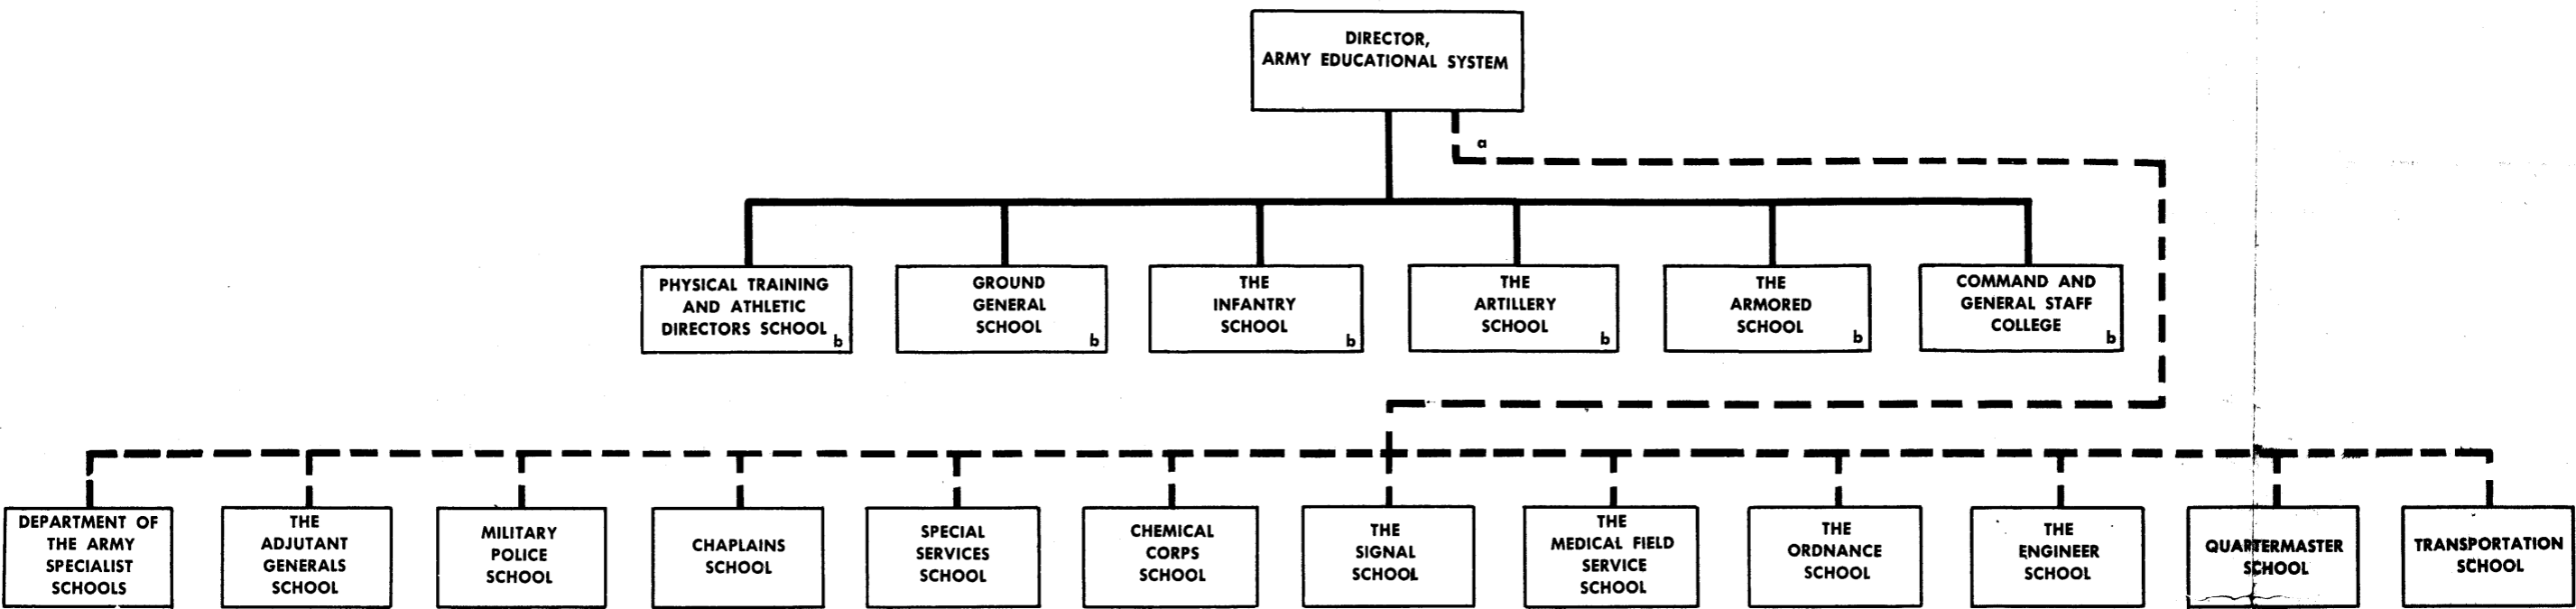 DIRECTOR,
ARMY EDUCATIONAL SYSTEM
a
PHYSICAL TRAINING
AND ATHLETIC
DIRECTORS SCHOOL
b
GROUND
GENERAL
SCHOOL
b
THE
INFANTRY
SCHOOL
b
THE
ARTILLERY
SCHOOL
b
THE
ARMORED
SCHOOL
b
COMMAND AND
GENERAL STAFF
COLLEGE
b
DEPARTMENT OF
THE ARMY
SPECIALIST
SCHOOLS
THE
ADJUTANT
GENERALS
SCHOOL
MILITARY
POLICE
SCHOOL
CHAPLAINS
SCHOOL
SPECIAL
SERVICES
SCHOOL
CHEMICAL
CORPS
SCHOOL
THE
SIGNAL
SCHOOL
THE
MEDICAL FIELD
SERVICE
SCHOOL
THE
ORDNANCE
SCHOOL
THE
ENGINEER
SCHOOL
QUARTERMASTER
SCHOOL
TRANSPORTATION
SCHOOL